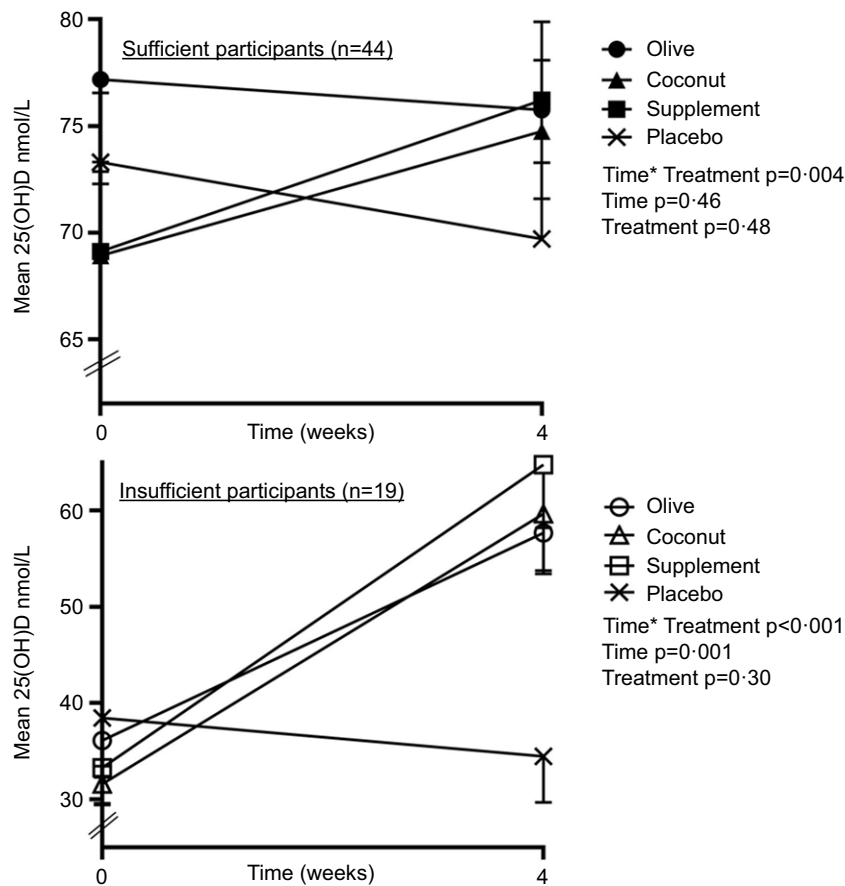 80
75
70
65
Mean 25(OH)D nmol/L
Sufficient participants (n=44)
0
Time (weeks)
4
Olive
Coconut
Supplement
Placebo
Time* Treatment p=0·004
Time p=0·46
Treatment p=0·48
60
50
40
30
Mean 25(OH)D nmol/L
Insufficient participants (n=19)
0
Time (weeks)
4
Olive
Coconut
Supplement
Placebo
Time* Treatment p<0·001
Time p=0·001
Treatment p=0·30